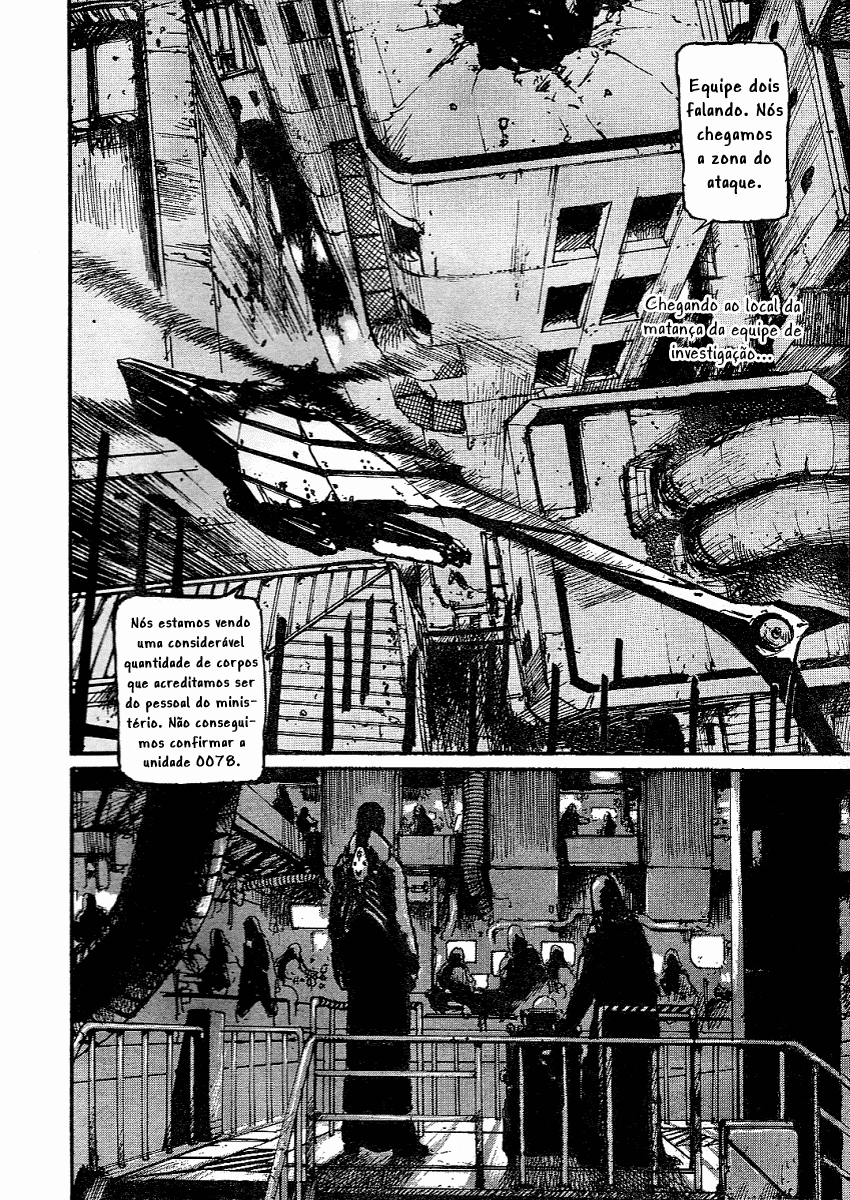 Equipe dois
falando. Nós
chegamos
a zona do
ataque.
Chegando ao local da
matança da equipe de
investigação...
Nós estamos vendo
uma considerável
quantidade de corpos
que acreditamos ser
do pessoal do minis-
tério. Não consegui-
mos confirmar a
unidade 0078.